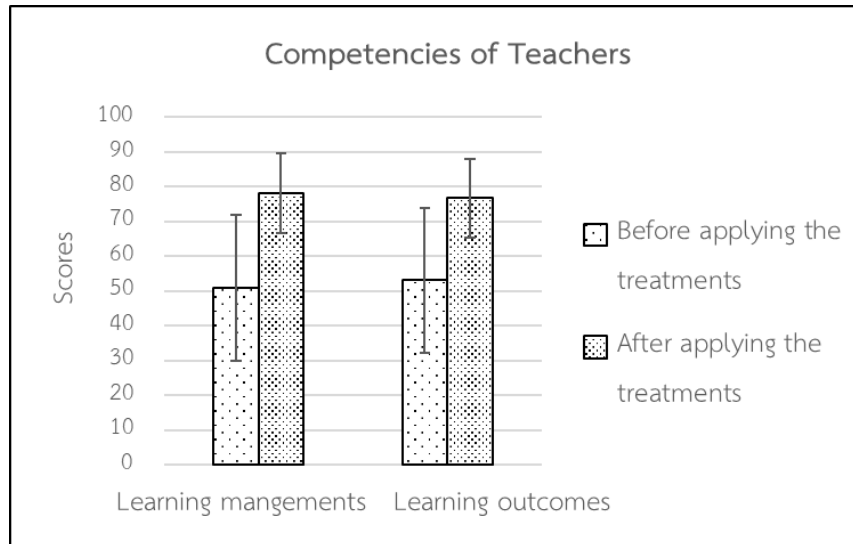 Competencies of Teachers
100
90
80
70
60
50
40
30
20
10
0
Scores
Learning mangements
Learning outcomes
Before applying the
treatments
After applying the
treatments